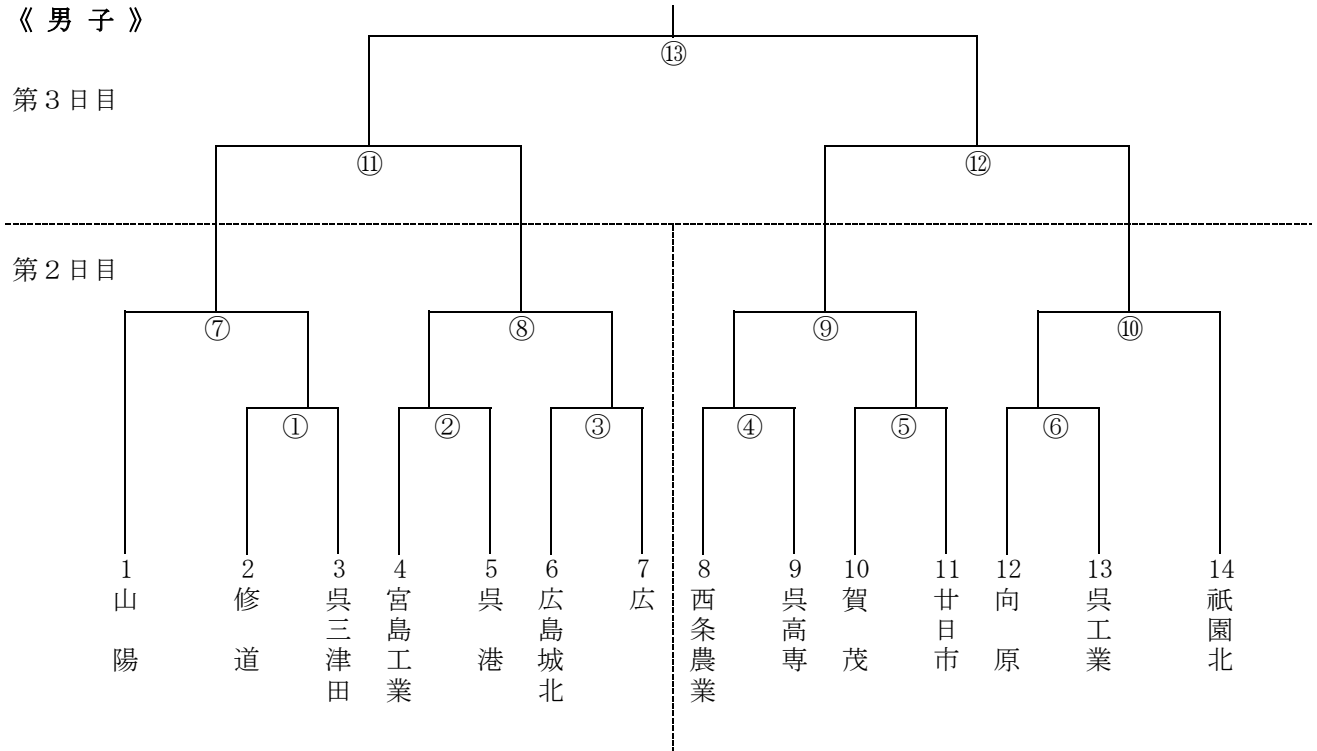 《 男 子 》
⑬
第３日目
⑪
⑫
第２日目
⑦
⑧
⑨
⑩
①
②
③
④
⑤
⑥
1
山 陽
2
修 道
3
呉三津田
4
宮島工業
5
呉 港
6
広島城北
7
広
8
西条農業
9
呉高専
10
賀 茂
11
廿日市
12
向 原
13
呉工業
14
祇園北